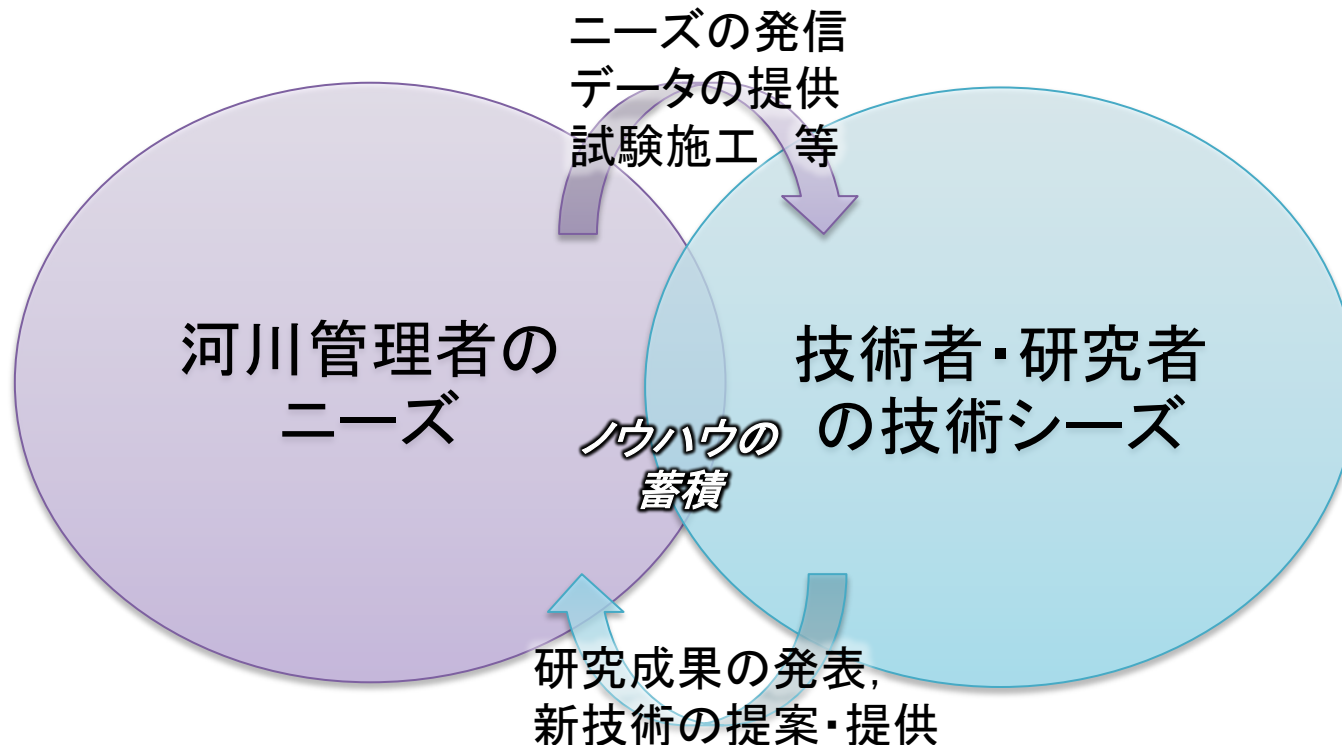 ニーズの発信
データの提供
試験施工　等
河川管理者の
ニーズ
技術者・研究者
の技術シーズ
ノウハウの
蓄積
研究成果の発表,
新技術の提案・提供